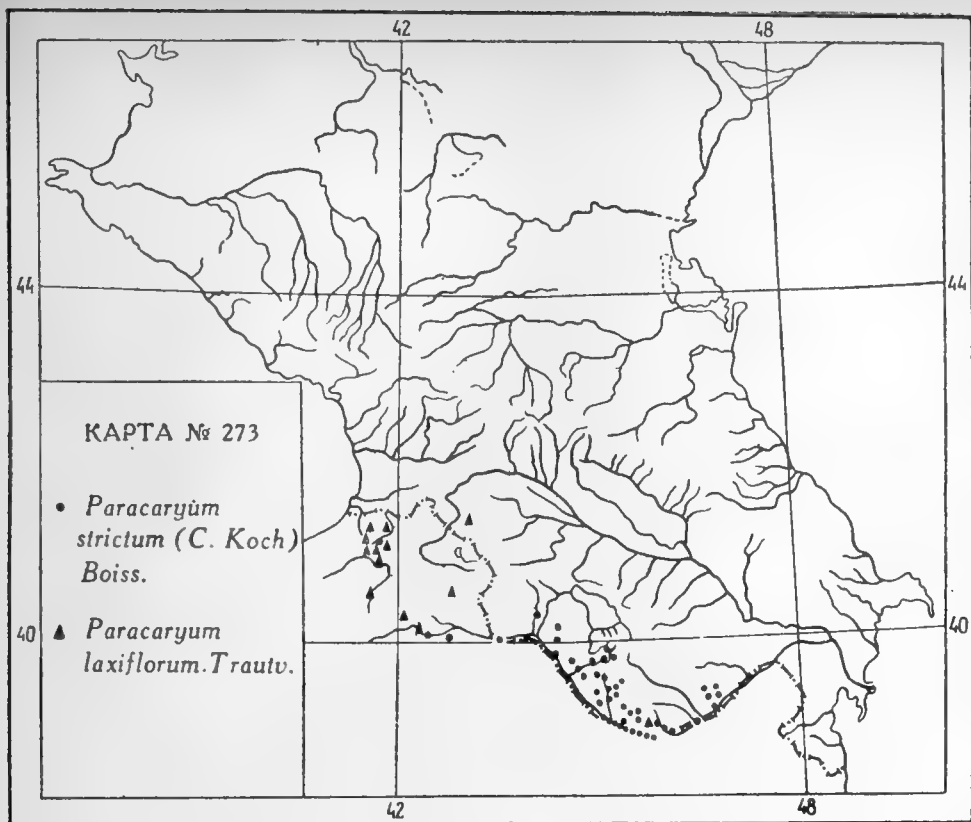 42 48
44 44
КАРТА № 273
• Paracaryum
strictum (C. Koch)
Boiss.
▲ Paracaryum
laxiflorum. Trautv.
40 40
42 48